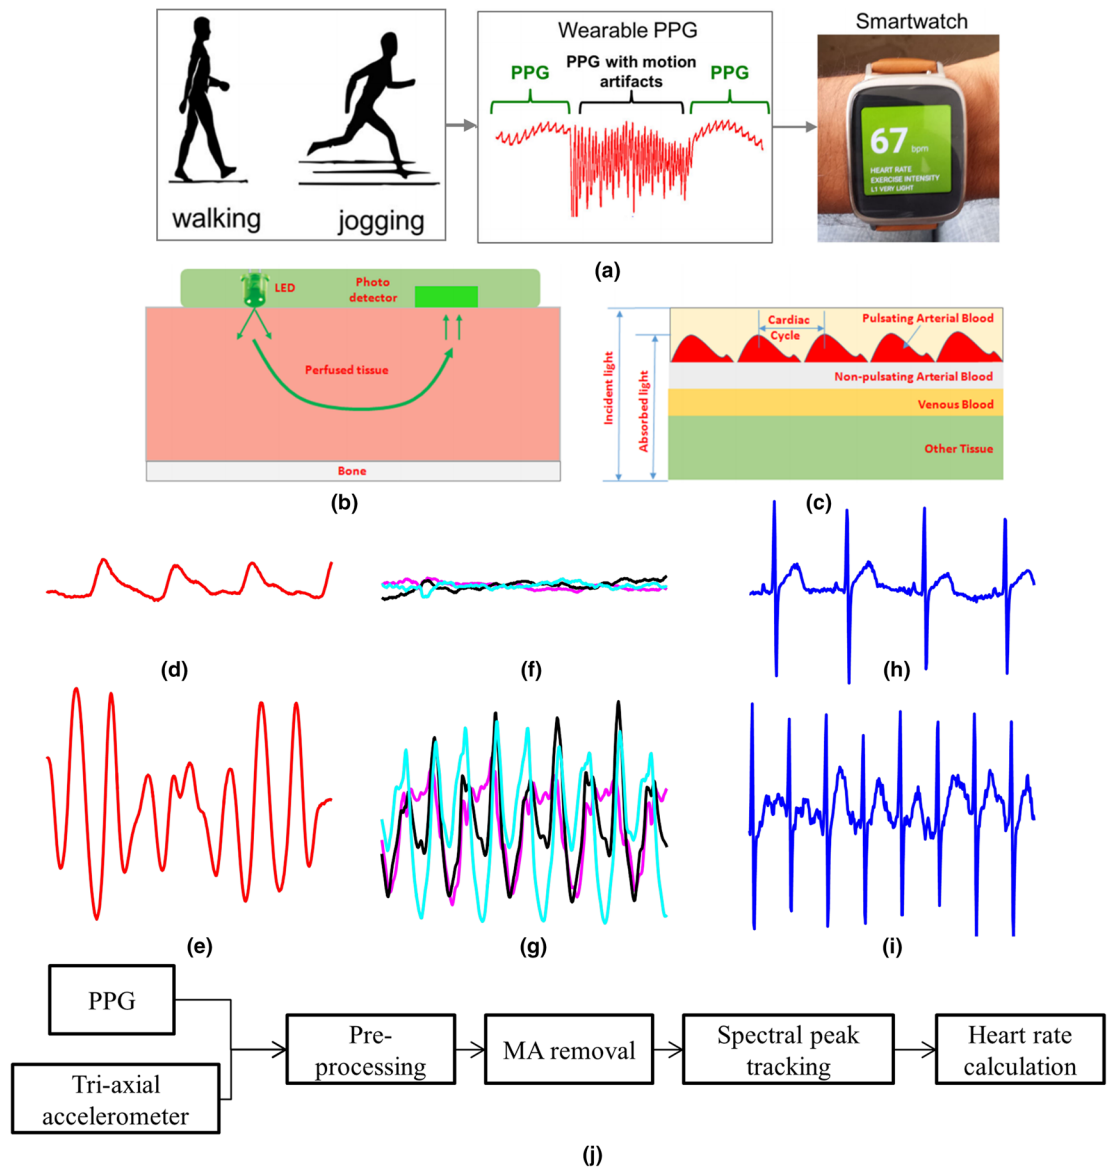 Wearable PPG
Smartwatch
PPG
PPG with motion
artifacts
PPG
67 bpm
HEART RATE
EXERCISE INTENSITY
L1 VERY LIGHT
walking
jogging
(a)
LED
Photo
detector
Perfused tissue
Bone
(b)
Incident light
Absorbed light
Cardiac
Cycle
Pulsating Arterial Blood
Non-pulsating Arterial Blood
Venous Blood
Other Tissue
(c)
(d)
(f)
(h)
(e)
(g)
(i)
PPG
Tri-axial
accelerometer
Pre-
processing
MA removal
Spectral peak
tracking
Heart rate
calculation
(j)